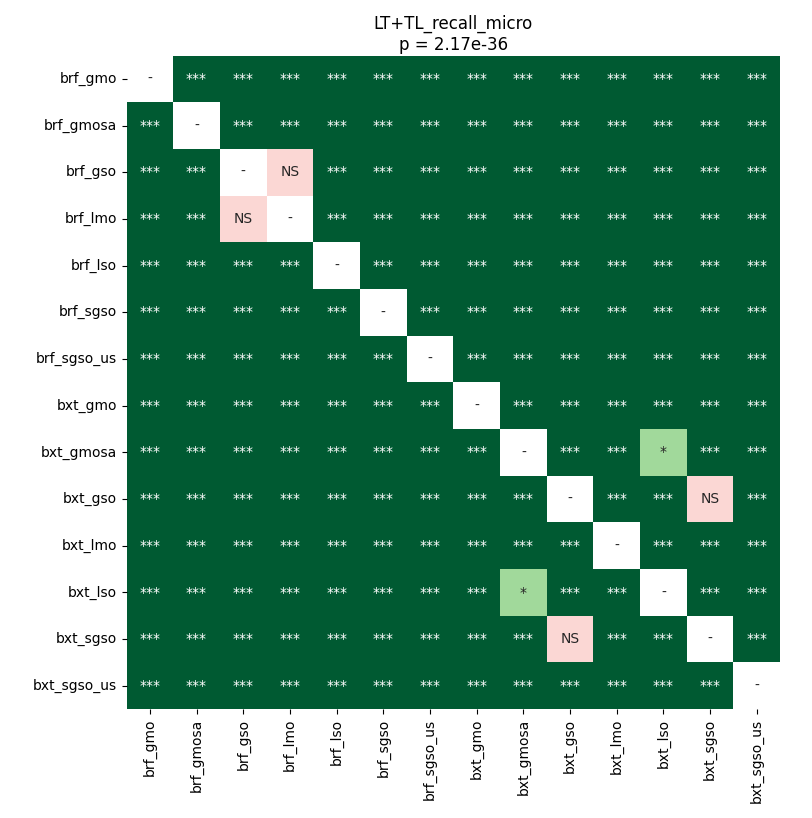 LT+TL_recall_micro
p = 2.17e-36
brf_gmo - *** *** *** *** *** *** *** *** *** *** *** *** ***
brf_gmosa *** - *** *** *** *** *** *** *** *** *** *** *** ***
brf_gso *** *** - NS *** *** *** *** *** *** *** *** *** ***
brf_lmo *** *** NS - *** *** *** *** *** *** *** *** *** ***
brf_lso *** *** *** *** - *** *** *** *** *** *** *** *** ***
brf_sgso *** *** *** *** *** - *** *** *** *** *** *** *** ***
brf_sgso_us *** *** *** *** *** *** - *** *** *** *** *** *** ***
bxt_gmo *** *** *** *** *** *** *** - *** *** *** *** *** ***
bxt_gmosa *** *** *** *** *** *** *** *** - *** *** * *** ***
bxt_gso *** *** *** *** *** *** *** *** *** - *** *** NS ***
bxt_lmo *** *** *** *** *** *** *** *** *** *** - *** *** ***
bxt_lso *** *** *** *** *** *** *** *** * *** *** - *** ***
bxt_sgso *** *** *** *** *** *** *** *** *** NS *** *** - ***
bxt_sgso_us *** *** *** *** *** *** *** *** *** *** *** *** *** -
brf_gmo brf_gmosa brf_gso brf_lmo brf_lso brf_sgso brf_sgso_us bxt_gmo bxt_gmosa bxt_gso bxt_lmo bxt_lso bxt_sgso bxt_sgso_us